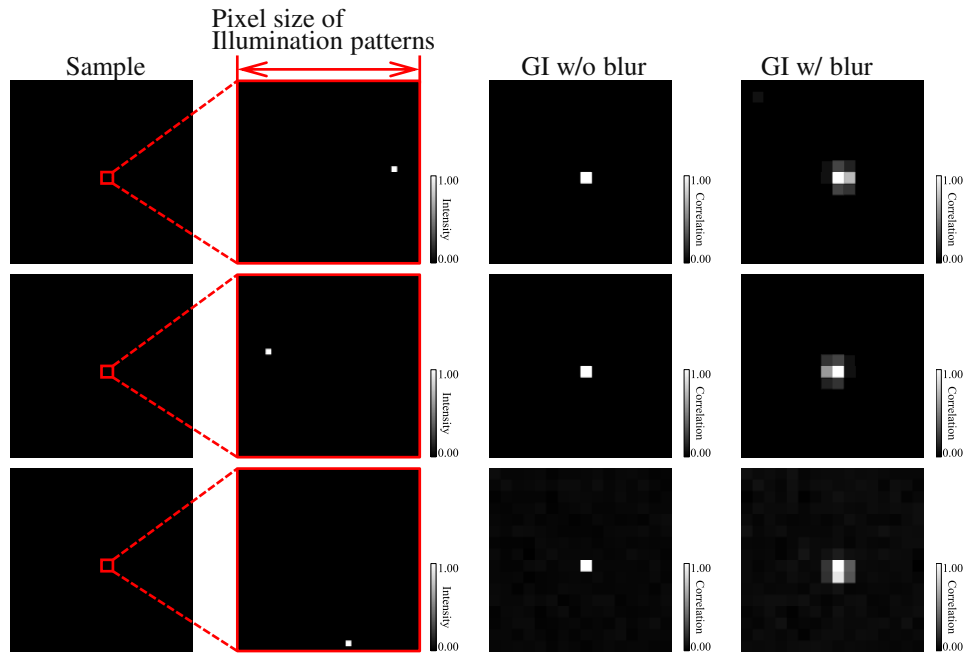 Pixel size of
Illumination patterns
Sample
GI w/o blur
GI w/ blur
1.00
Intensity
0.00
1.00
Correlation
0.00
1.00
Correlation
0.00
1.00
Intensity
0.00
1.00
Correlation
0.00
1.00
Correlation
0.00
1.00
Intensity
0.00
1.00
Correlation
0.00
1.00
Correlation
0.00